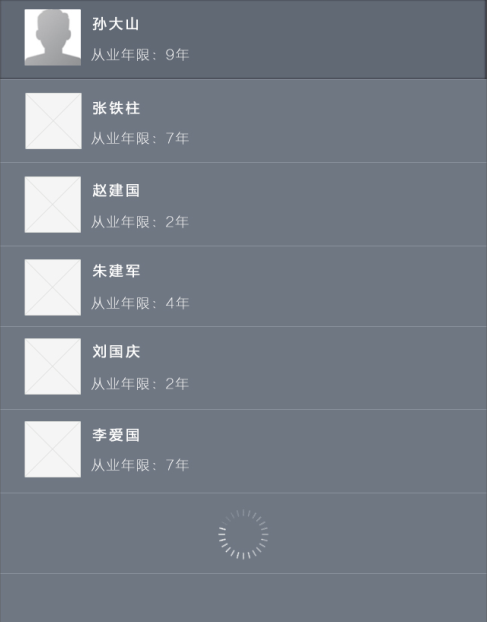 孙大山
从业年限：9年
张铁柱
从业年限：7年
赵建国
从业年限：2年
朱建军
从业年限：4年
刘国庆
从业年限：2年
李爱国
从业年限：7年